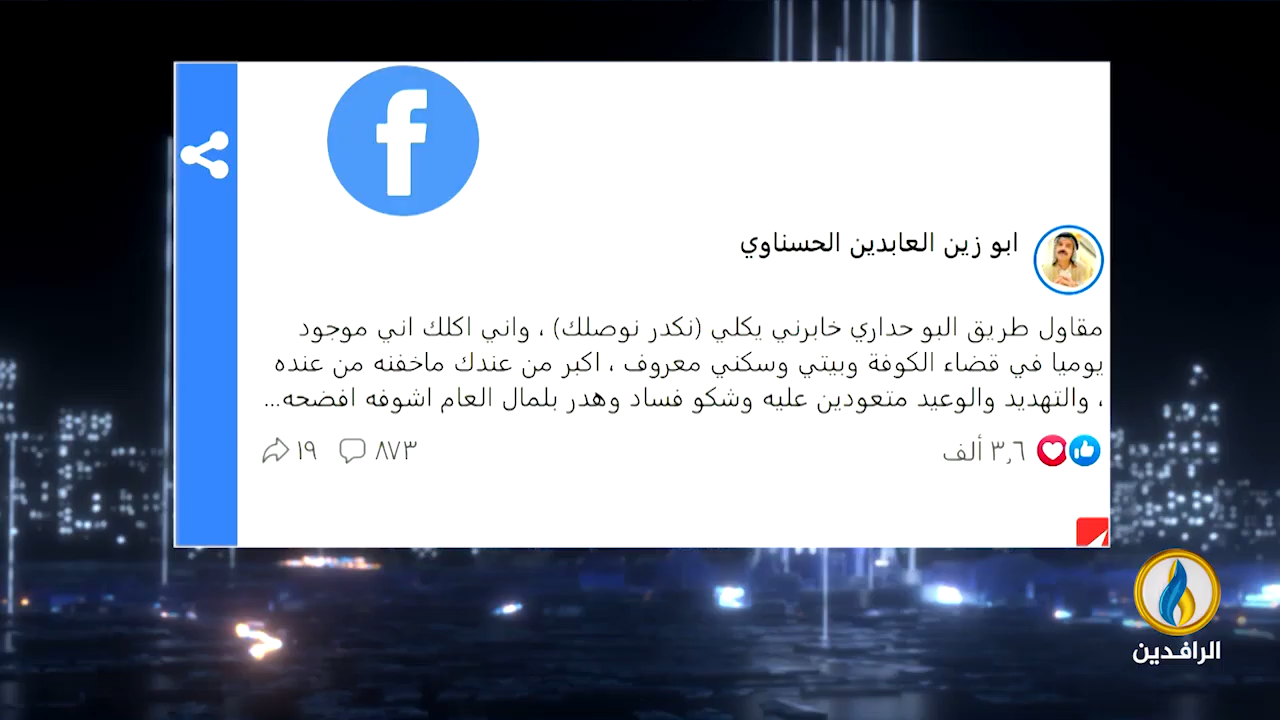 ابو زين العابدين الحسناوي
مقاول طريق البو حداري خابرني يكلي (نكدر نوصلك) ، واني اكلك اني موجود
يوميا في قضاء الكوفة وبيتي وسكني معروف ، اكبر من عندك ماخفنه من عنده
، والتهديد والوعيد متعودين عليه وشكو فساد وهدر بلمال العام اشوفه افضحه...
٣,٦ ألف
٨٧٣
١٩
الرافدين